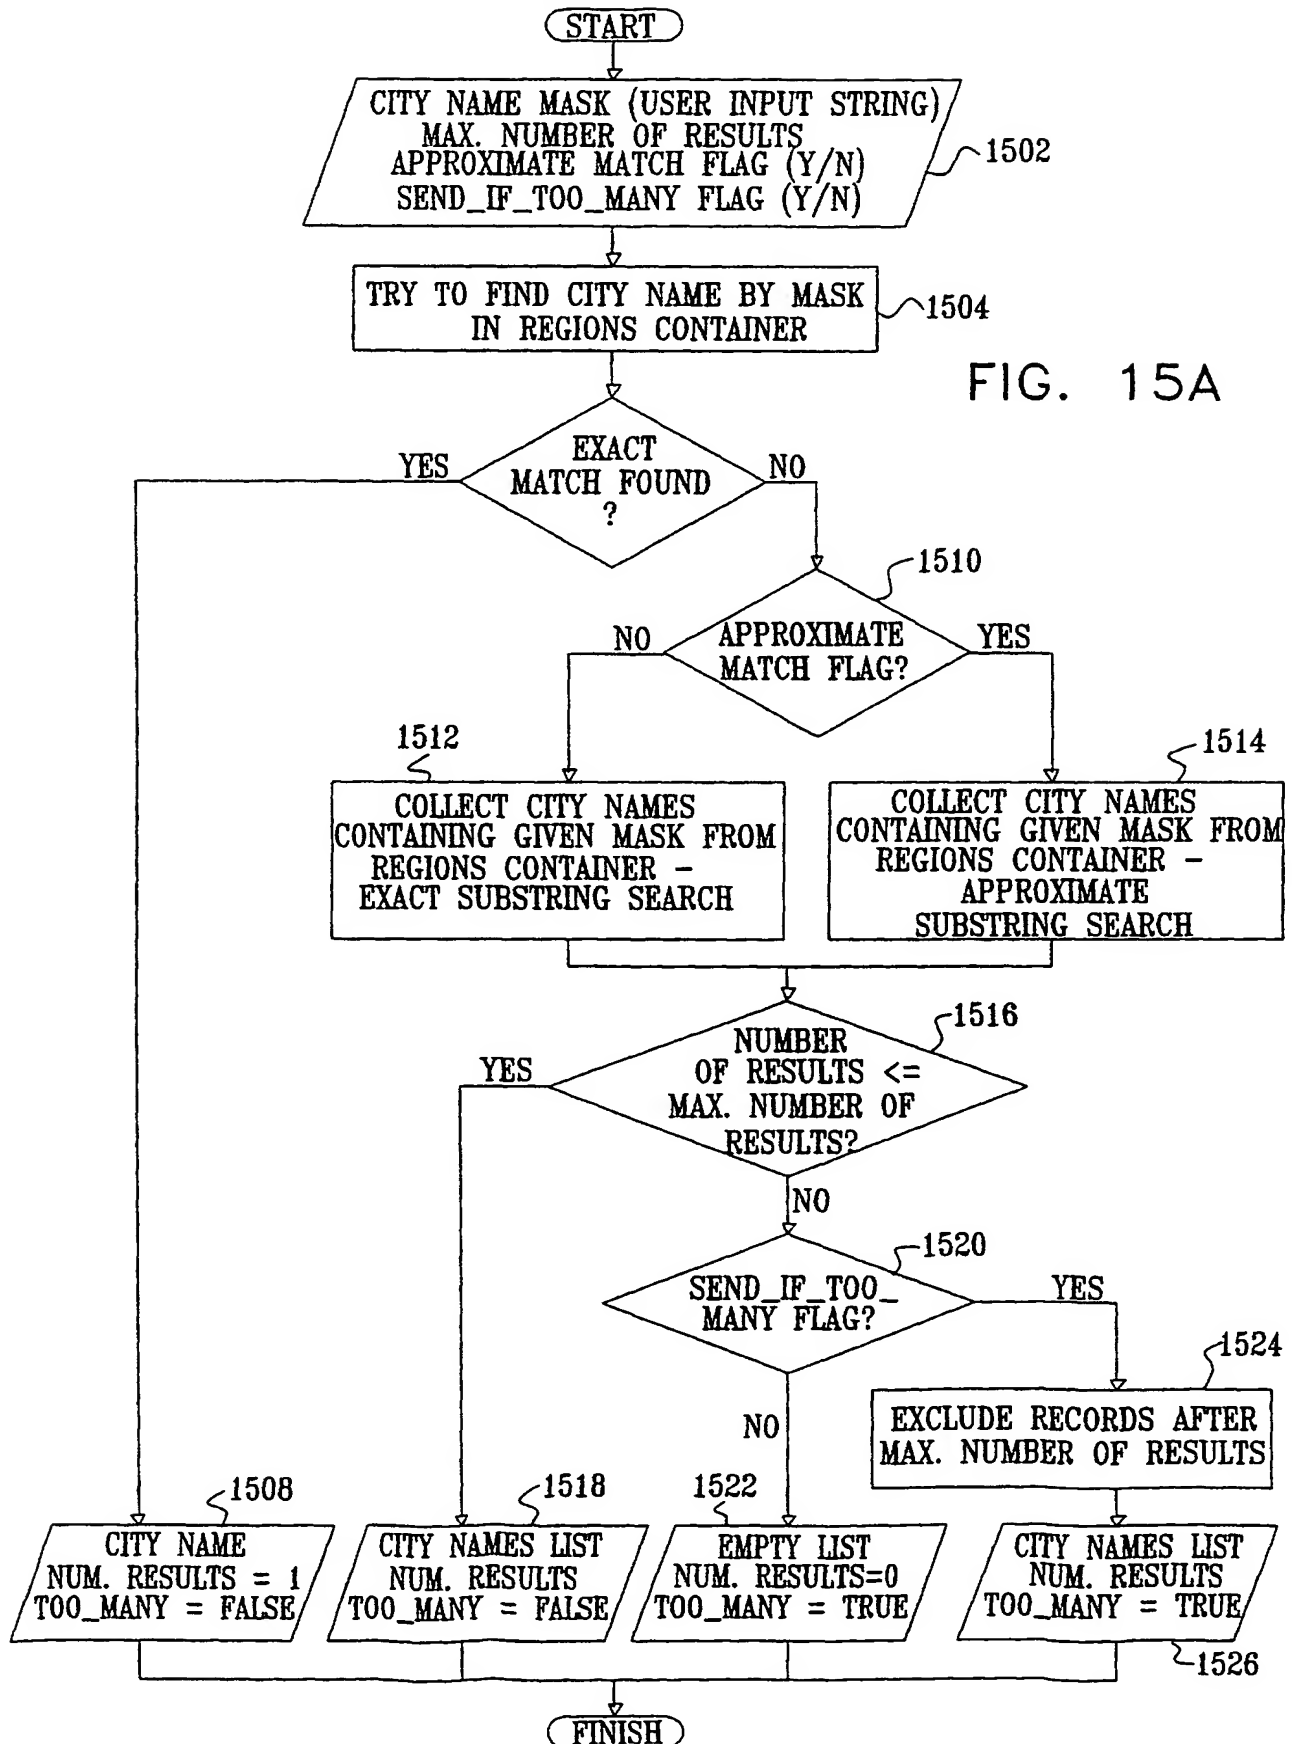 START
CITY NAME MASK (USER INPUT STRING)
MAX. NUMBER OF RESULTS
APPROXIMATE MATCH FLAG (Y/N)
SEND_IF_TOO_MANY FLAG (Y/N)
1502
TRY TO FIND CITY NAME BY MASK
IN REGIONS CONTAINER
1504
FIG. 15A
EXACT
MATCH FOUND
?
YES
NO
1510
APPROXIMATE
MATCH FLAG?
NO
YES
1512
COLLECT CITY NAMES
CONTAINING GIVEN MASK FROM
REGIONS CONTAINER -
EXACT SUBSTRING SEARCH
1514
COLLECT CITY NAMES
CONTAINING GIVEN MASK FROM
REGIONS CONTAINER -
APPROXIMATE
SUBSTRING SEARCH
1516
NUMBER
OF RESULTS <=
MAX. NUMBER OF
RESULTS?
YES
NO
1520
SEND_IF_TOO_
MANY FLAG?
YES
NO
1524
EXCLUDE RECORDS AFTER
MAX. NUMBER OF RESULTS
1508
CITY NAME
NUM. RESULTS = 1
TOO_MANY = FALSE
1518
CITY NAMES LIST
NUM. RESULTS
TOO_MANY = FALSE
1522
EMPTY LIST
NUM. RESULTS=0
TOO_MANY = TRUE
CITY NAMES LIST
NUM. RESULTS
TOO_MANY = TRUE
1526
FINISH